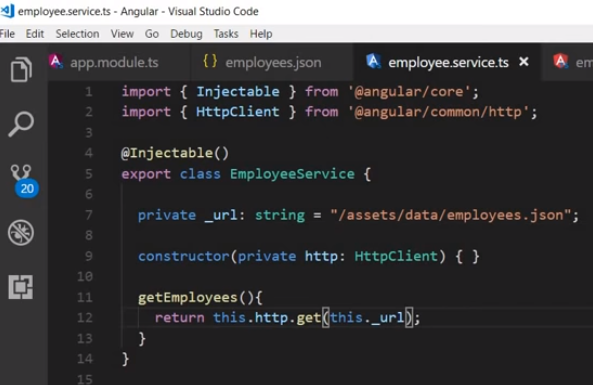 employee.service.ts - Angular - Visual Studio Code
File Edit Selection View Go Debug Tasks Help
app.module.ts {} employees.json employee.service.ts × em
1 import { Injectable } from '@angular/core';
2 import { HttpClient } from '@angular/common/http';
3
4 @Injectable()
5 export class EmployeeService {
6
7 private _url: string = "/assets/data/employees.json";
8
9 constructor(private http: HttpClient) { }
10
11 getEmployees(){
12 return this.http.get(this._url);
13 }
14 }
15
20